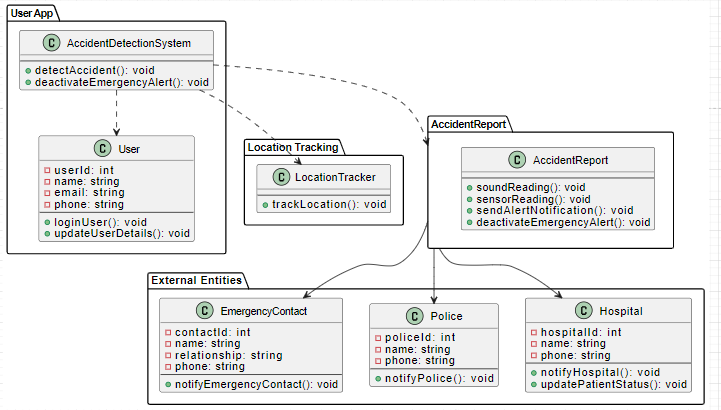 User App
C AccidentDetectionSystem
detectAccident(): void
deactivateEmergencyAlert(): void
C User
userId: int
name: string
email: string
phone: string
loginUser(): void
updateUserDetails(): void
Location Tracking
C LocationTracker
trackLocation(): void
AccidentReport
C AccidentReport
soundReading(): void
sensorReading(): void
sendAlertNotification(): void
deactivateEmergencyAlert(): void
External Entities
C EmergencyContact
contactId: int
name: string
relationship: string
phone: string
notifyEmergencyContact(): void
C Police
policeId: int
name: string
phone: string
notifyPolice(): void
C Hospital
hospitalId: int
name: string
phone: string
notifyHospital(): void
updatePatientStatus(): void